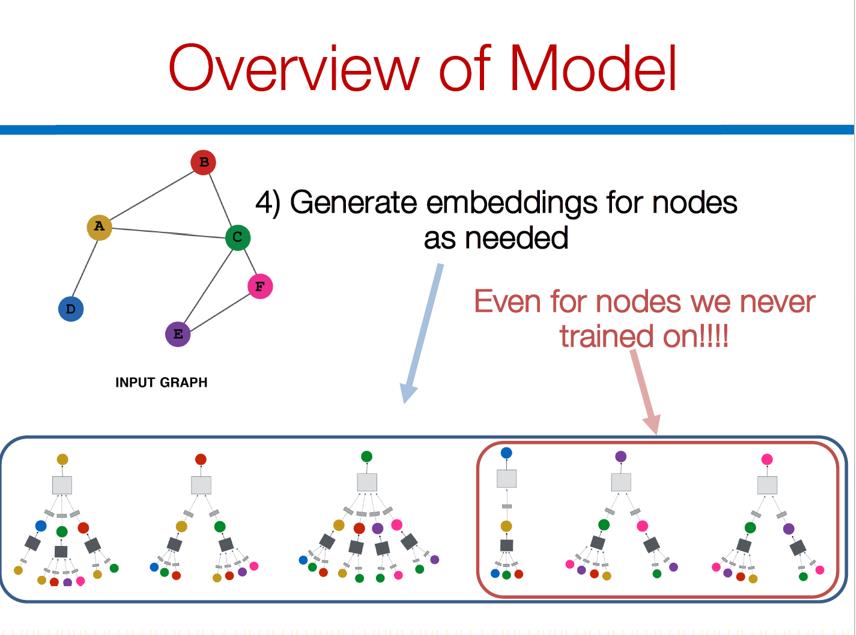 Overview of Model
B
4) Generate embeddings for nodes
as needed
A
C
F
Even for nodes we never
trained on!!!!
D
E
INPUT GRAPH